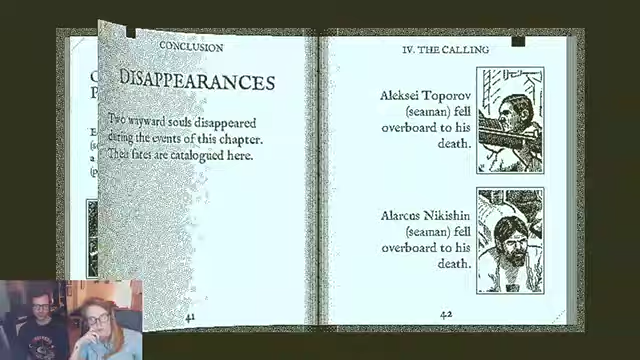 CONCLUSION
DISAPPEARANCES
Two wayward souls disappeared
during the events of this chapter.
Their fates are catalogued here.
41
IV. THE CALLING
Aleksei Toporov
(seaman) fell
overboard to his
death.
Alarcus Nikishin
(seaman) fell
overboard to his
death.
42